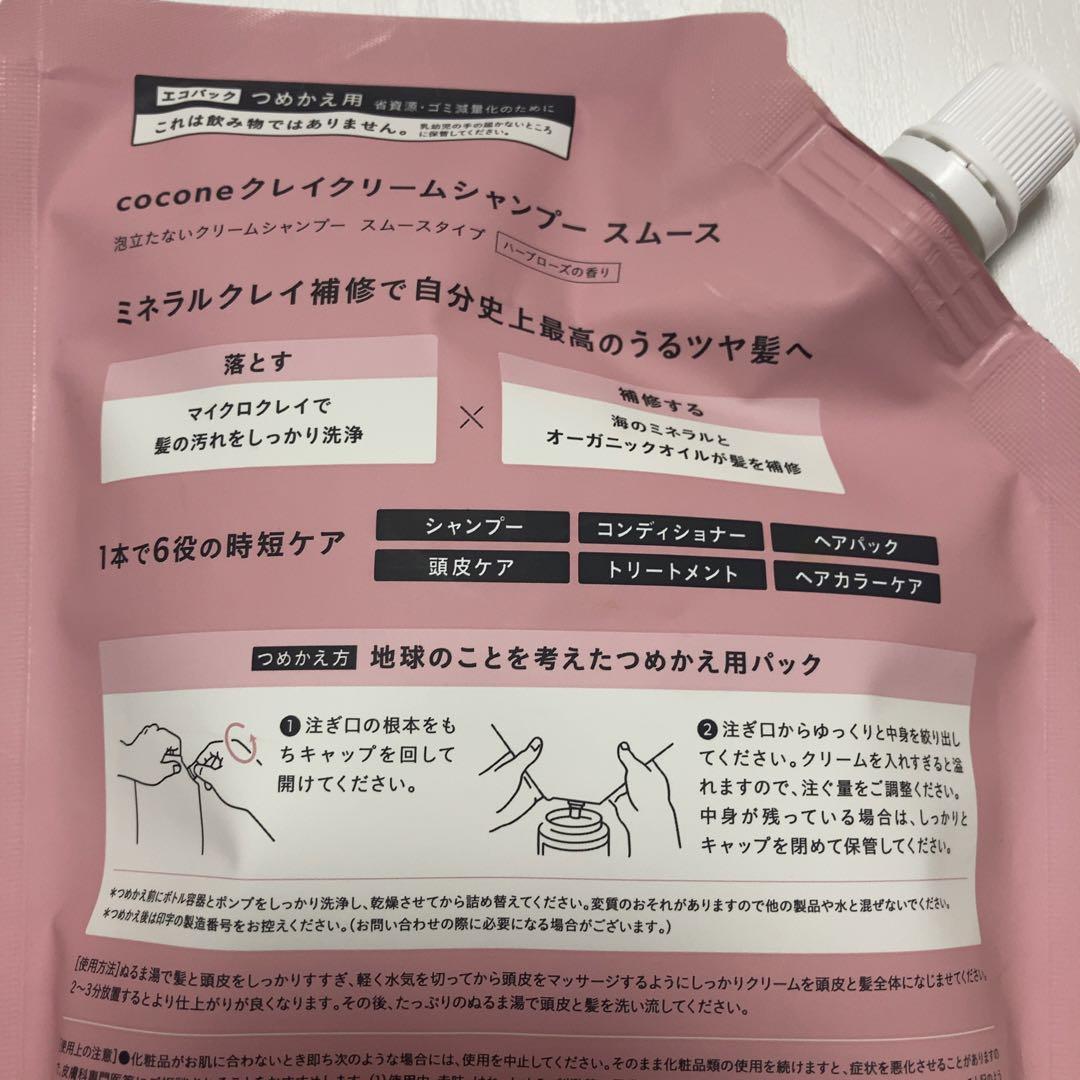 エコパック つめかえ用 省資源・ゴミ減量化のために
これは飲み物ではありません。 乳幼児の手の届かないところ
に保管してください。
coconeクレイクリームシャンプー スムース
泡立たないクリームシャンプー スムースタイプ ハーブローズの香り
ミネラルクレイ補修で自分史上最高のうるツヤ髪へ
落とす
マイクロクレイで
髪の汚れをしっかり洗浄
×
補修する
海のミネラルと
オーガニックオイルが髪を補修
1本で6役の時短ケア
シャンプー コンディショナー ヘアパック
頭皮ケア トリートメント ヘアカラーケア
つめかえ方 地球のことを考えたつめかえ用パック
❶注ぎ口の根本をも
ちキャップを回して
開けてください。
❷注ぎ口からゆっくりと中身を絞り出し
てください。クリームを入れすぎると溢
れますので、注ぐ量をご調整ください。
中身が残っている場合は、しっかりと
キャップを閉めて保管してください。
*つめかえ前にボトル容器とポンプをしっかり洗浄し、乾燥させてから詰め替えてください。変質のおそれがありますので他の製品や水と混ぜないでください。
*つめかえ後は印字の製造番号をお控えください。(お問い合わせの際に必要になる場合がございます。)
[使用方法]ぬるま湯で髪と頭皮をしっかりすすぎ、軽く水気を切ってから頭皮をマッサージするようにしっかりクリームを頭皮と髪全体になじませてください。
2〜3分放置するとより仕上がりが良くなります。その後、たっぷりのぬるま湯で頭皮と髪を洗い流してください。
[使用上の注意]●化粧品がお肌に合わないとき即ち次のような場合には、使用を中止してください。そのまま化粧品類の使用を続けますと、症状を悪化させることがありますの